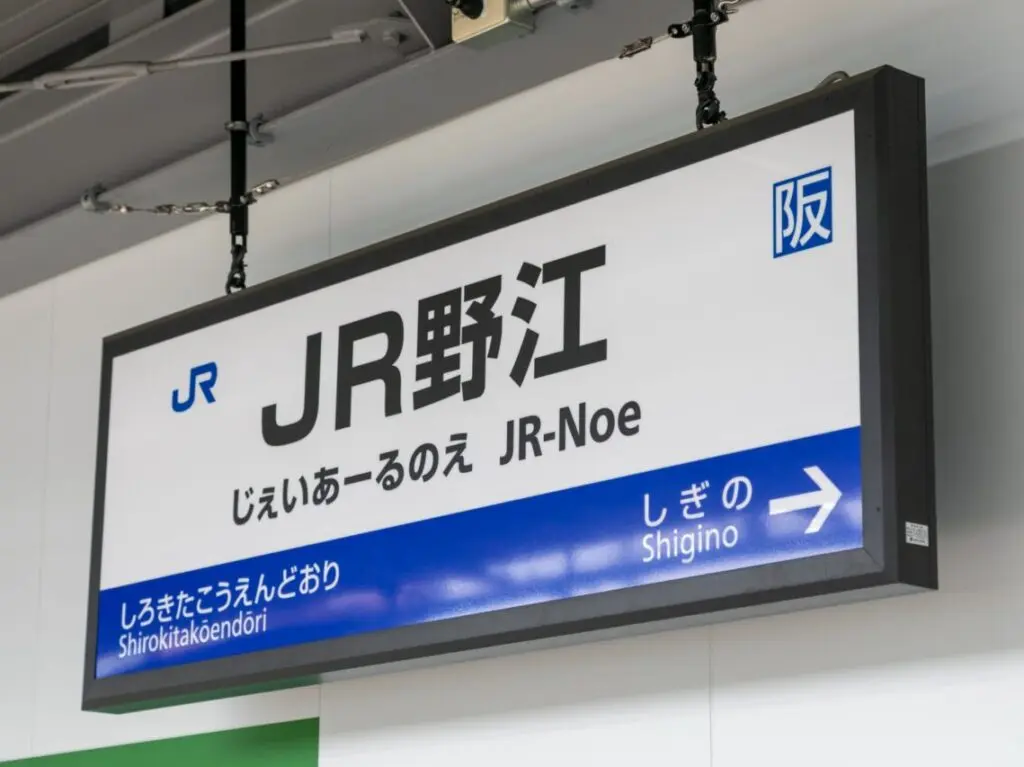 阪
JR
JR野江
じぇいあーるのえ JR-Noe
しぎの
Shigino
しろきたこうえんどおり
Shirokitakōendōri